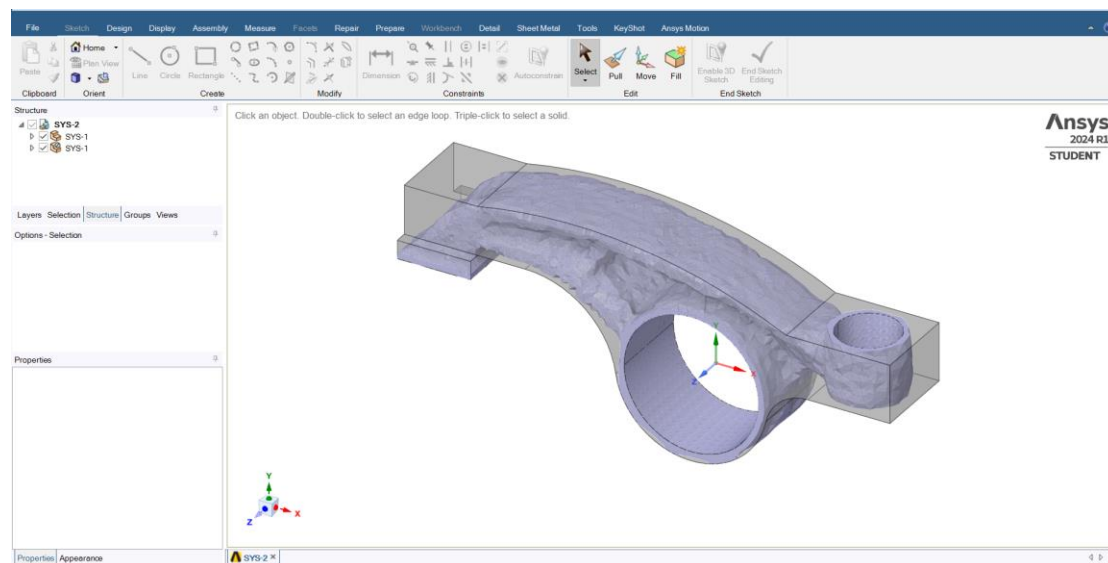 File Sketch Design Display Assembly Measure Facets Repair Prepare Workbench Detail Sheet Metal Tools KeyShot Ansys Motion
Paste
Home
Plan View
Line Circle Rectangle
Dimension
Autoconstrain
Select Pull Move Fill
Enable 3D Sketch
End Sketch Editing
Clipboard Orient Create Modify Constraints Edit End Sketch
Structure
SYS-2
SYS-1
SYS-1
Layers Selection Structure Groups Views
Options - Selection
Properties
Properties Appearance
Click an object. Double-click to select an edge loop. Triple-click to select a solid.
Ansys
2024 R1
STUDENT
Y
X
Z
Y
X
Z
SYS-2